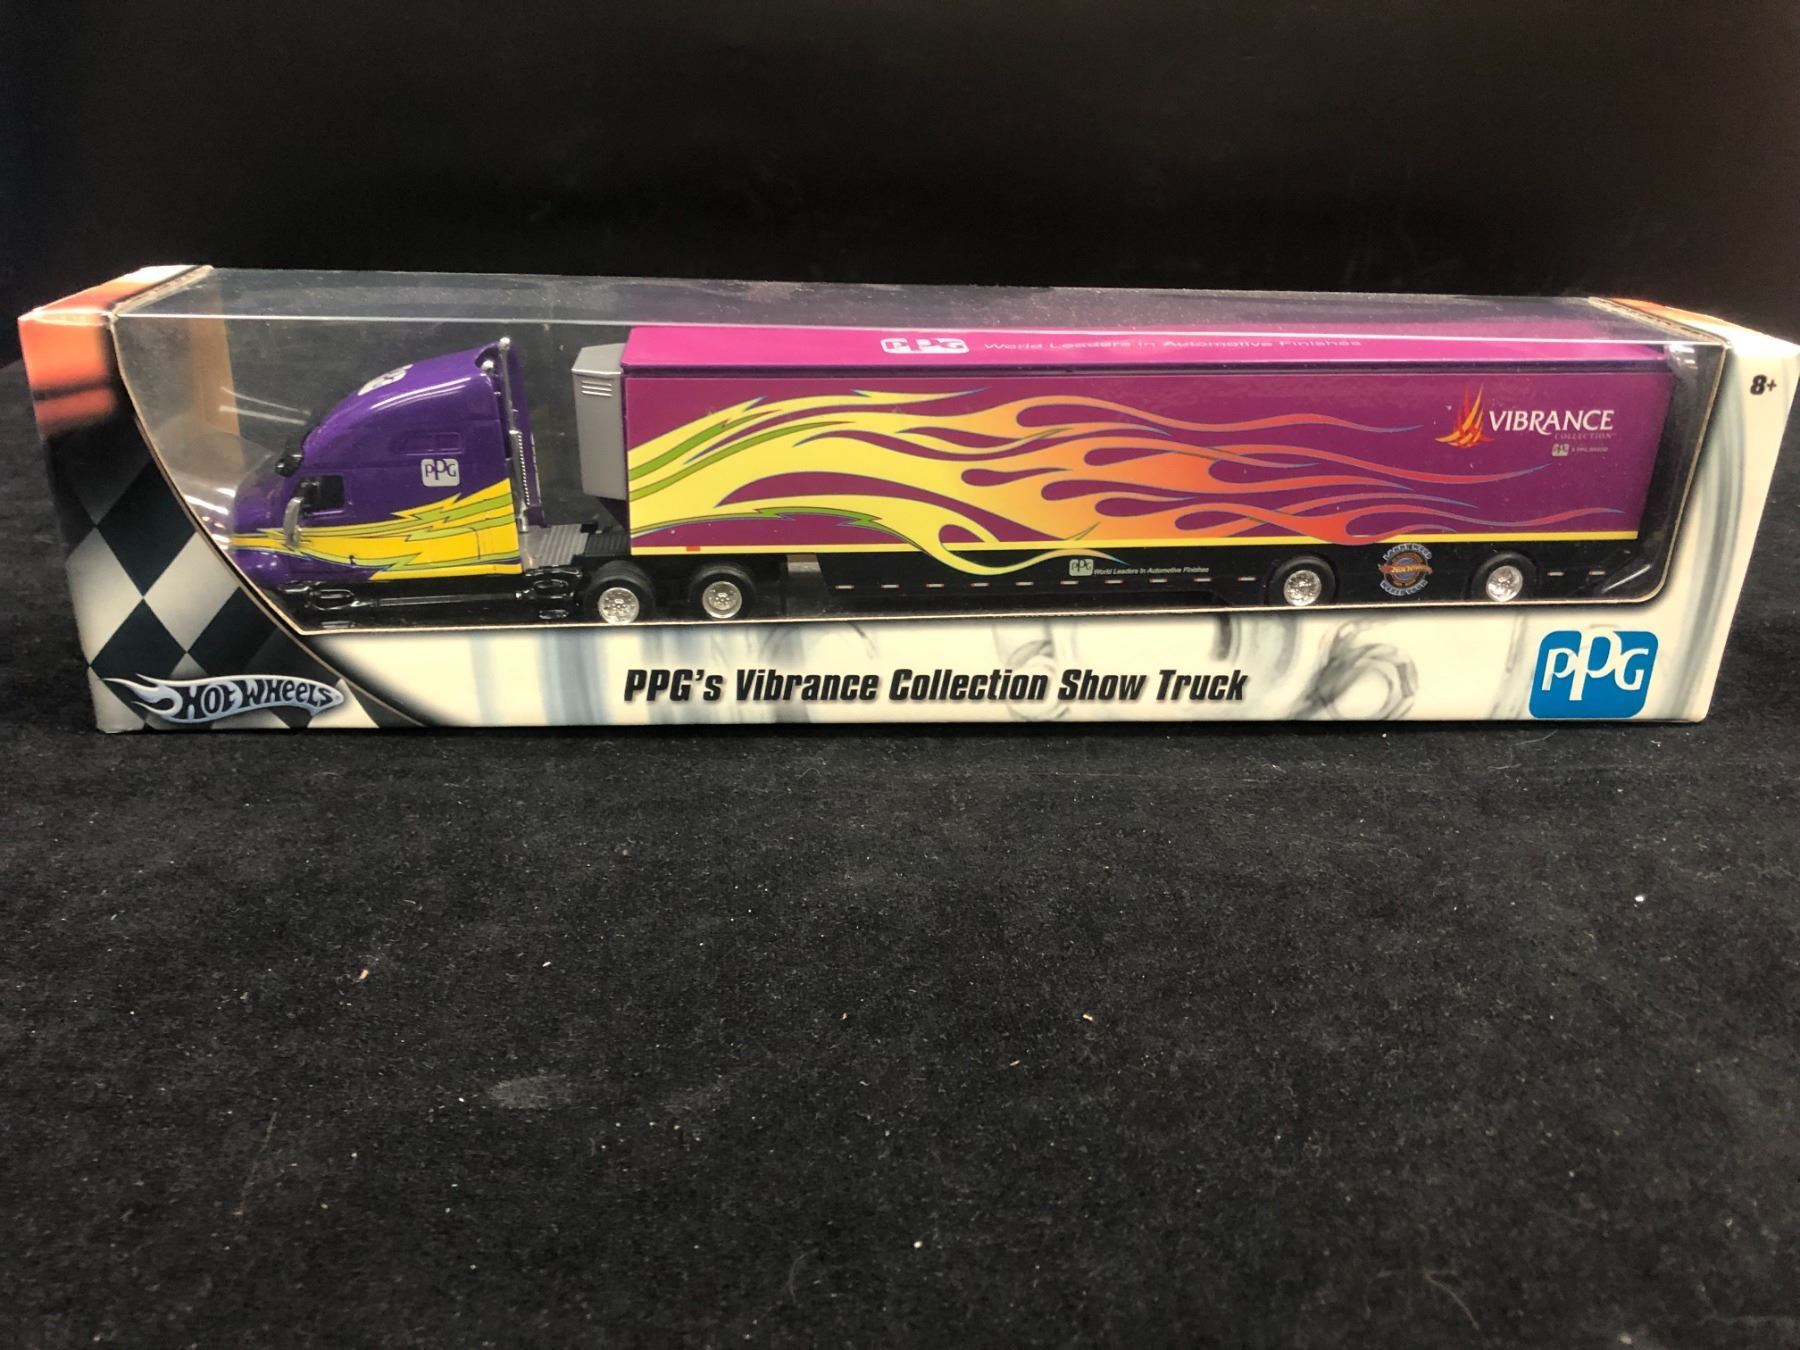 PPG World Leaders in Automotive Finishes
8+
VIBRANCE
COLLECTION™
PPG
PPG World Leaders in Automotive Finishes
HOT WHEELS
PPG's Vibrance Collection Show Truck
PPG